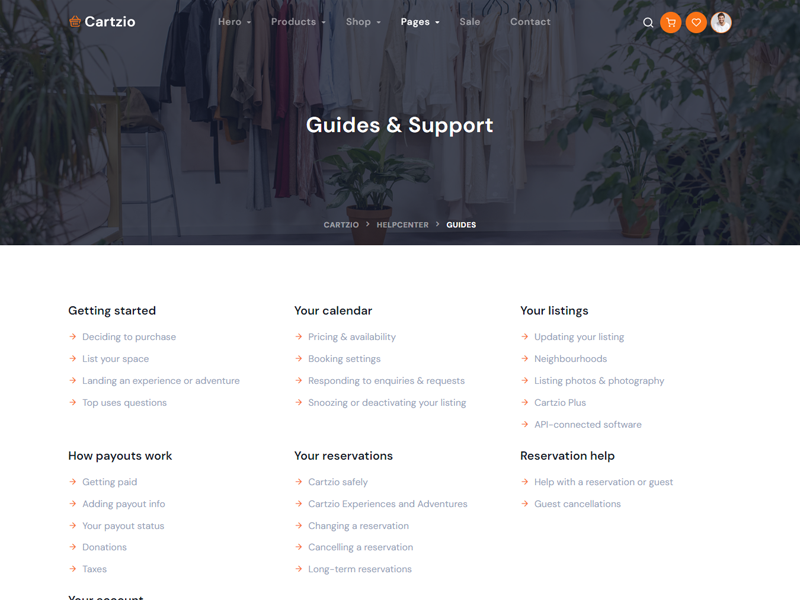 Cartzio
Hero
Products
Shop
Pages
Sale
Contact
Guides & Support
CARTZIO > HELPCENTER > GUIDES
Getting started
Deciding to purchase
List your space
Landing an experience or adventure
Top uses questions
Your calendar
Pricing & availability
Booking settings
Responding to enquiries & requests
Snoozing or deactivating your listing
Your listings
Updating your listing
Neighbourhoods
Listing photos & photography
Cartzio Plus
API-connected software
How payouts work
Getting paid
Adding payout info
Your payout status
Donations
Taxes
Your reservations
Cartzio safely
Cartzio Experiences and Adventures
Changing a reservation
Cancelling a reservation
Long-term reservations
Reservation help
Help with a reservation or guest
Guest cancellations
Your account